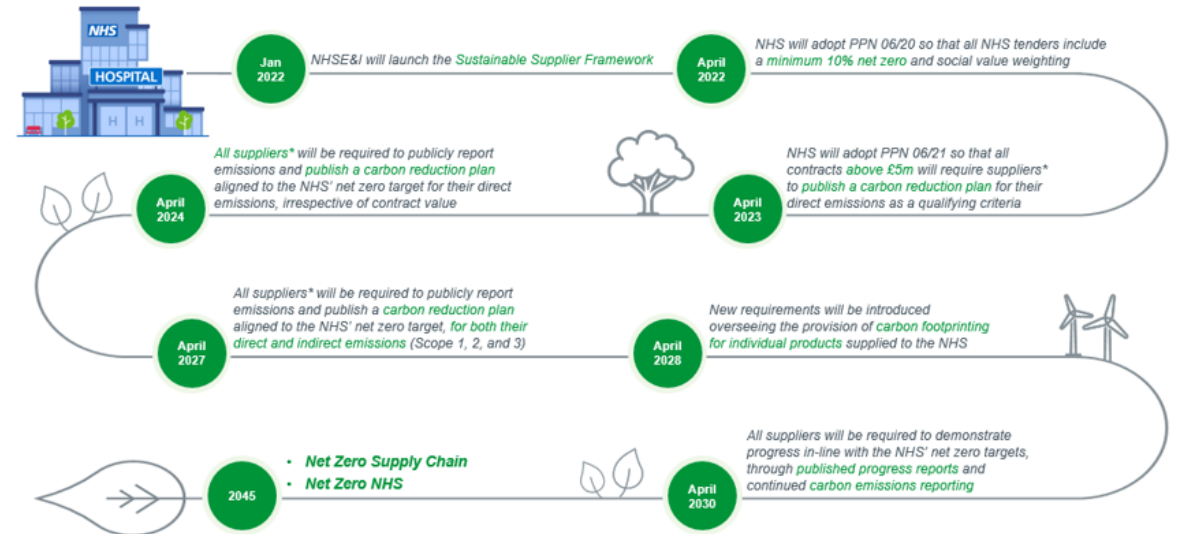 NHS
HOSPITAL
H H
Jan
2022
NHSE&I will launch the Sustainable Supplier Framework
April
2022
NHS will adopt PPN 06/20 so that all NHS tenders include
a minimum 10% net zero and social value weighting
April
2023
NHS will adopt PPN 06/21 so that all
contracts above £5m will require suppliers*
to publish a carbon reduction plan for their
direct emissions as a qualifying criteria
April
2024
All suppliers* will be required to publicly report
emissions and publish a carbon reduction plan
aligned to the NHS' net zero target for their direct
emissions, irrespective of contract value
April
2027
All suppliers* will be required to publicly report
emissions and publish a carbon reduction plan
aligned to the NHS' net zero target, for both their
direct and indirect emissions (Scope 1, 2, and 3)
April
2028
New requirements will be introduced
overseeing the provision of carbon footprinting
for individual products supplied to the NHS
April
2030
All suppliers will be required to demonstrate
progress in-line with the NHS' net zero targets,
through published progress reports and
continued carbon emissions reporting
2045
• Net Zero Supply Chain
• Net Zero NHS